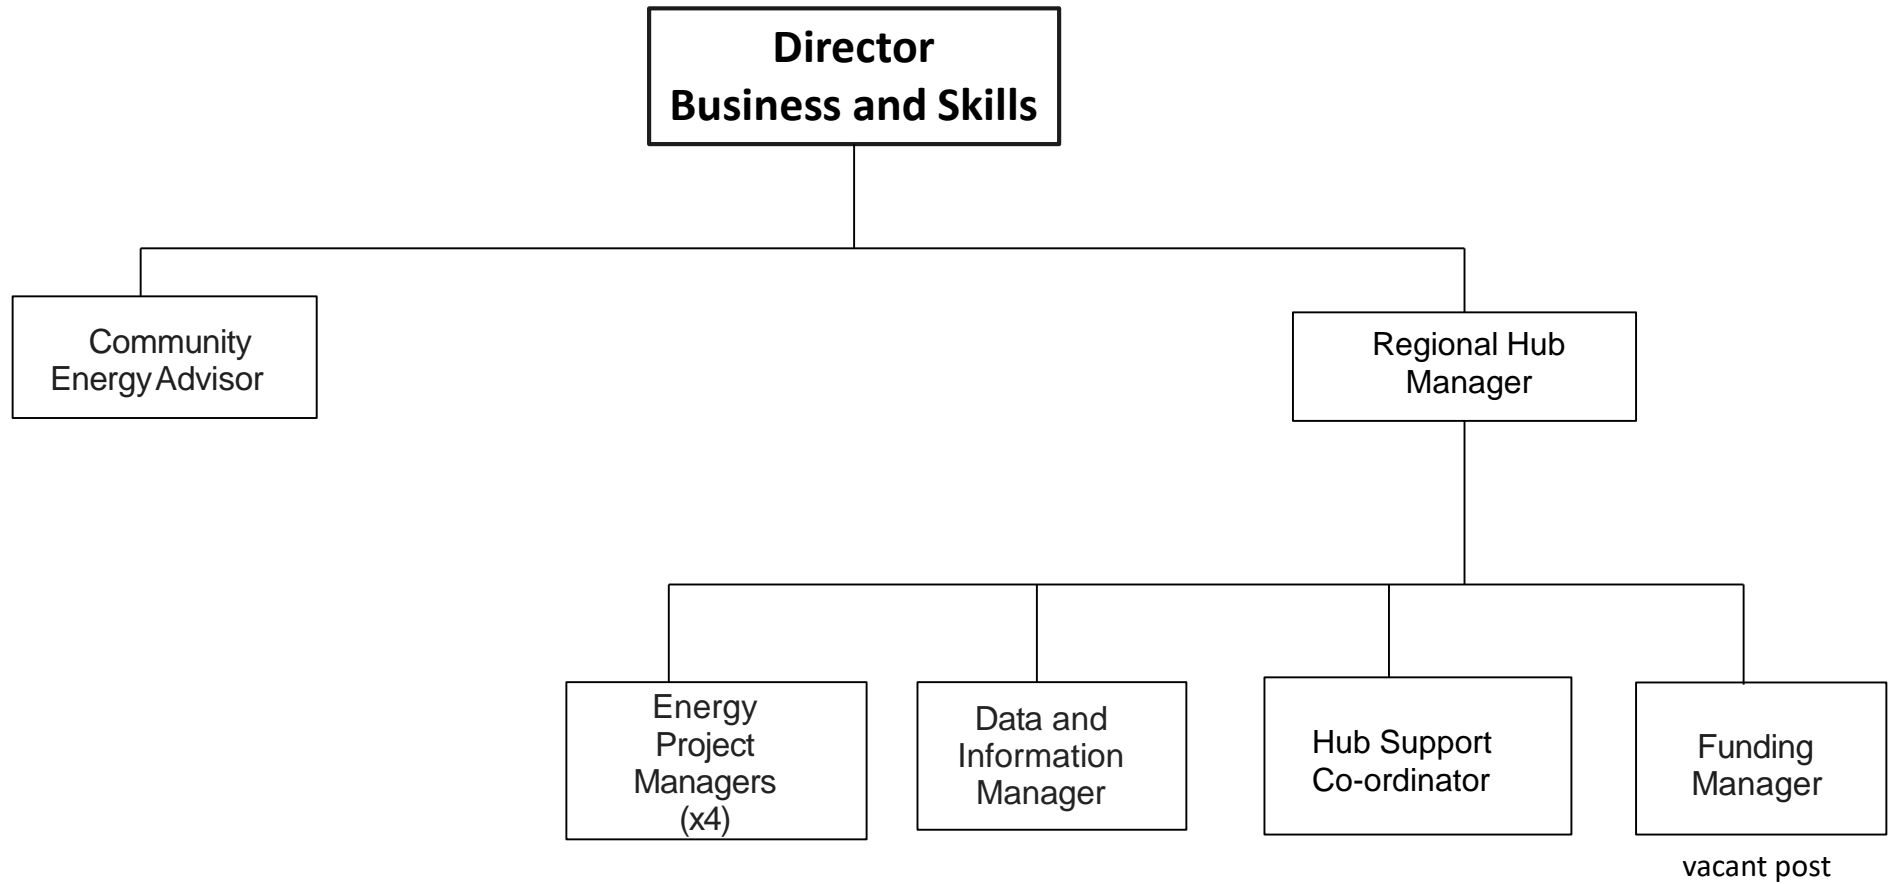 Director
Business and Skills
Community
Energy Advisor
Regional Hub
Manager
Energy
Project
Managers
(x4)
Data and
Information
Manager
Hub Support
Co-ordinator
Funding
Manager
vacant post